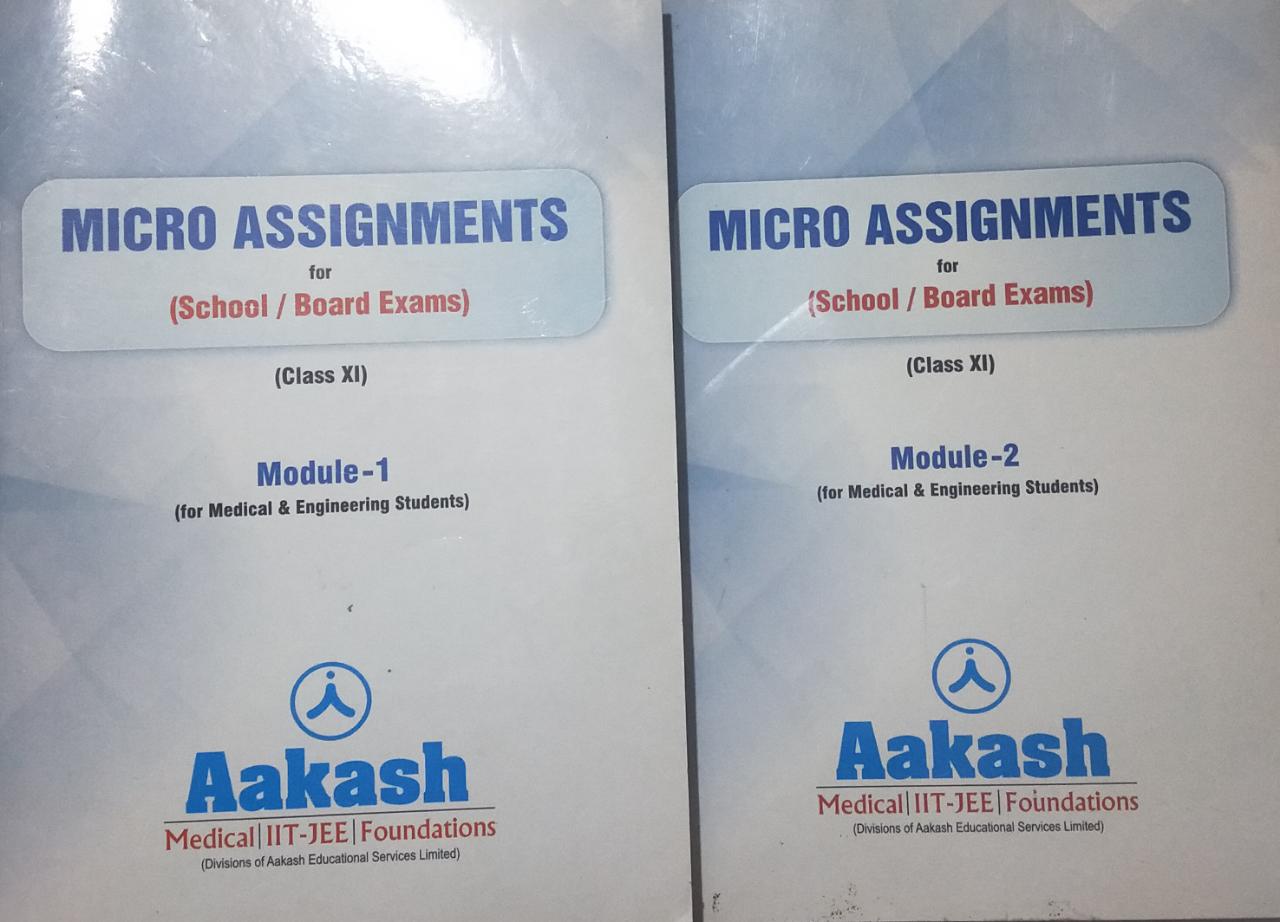 MICRO ASSIGNMENTS
for
(School / Board Exams)
(Class XI)
Module-1
(for Medical & Engineering Students)
Aakash
Medical|IIT-JEE|Foundations
(Divisions of Aakash Educational Services Limited)
MICRO ASSIGNMENTS
for
(School / Board Exams)
(Class XI)
Module-2
(for Medical & Engineering Students)
Aakash
Medical|IIT-JEE|Foundations
(Divisions of Aakash Educational Services Limited)